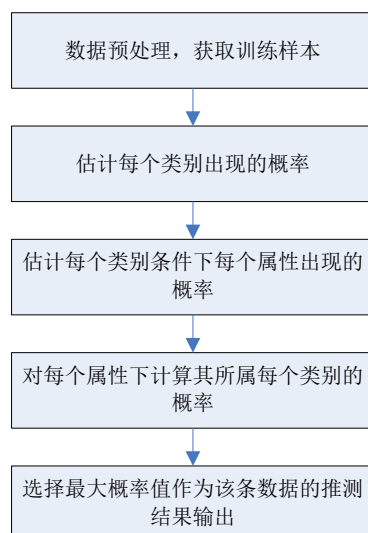 数据预处理，获取训练样本
估计每个类别出现的概率
估计每个类别条件下每个属性出现的
概率
对每个属性下计算其所属每个类别的
概率
选择最大概率值作为该条数据的推测
结果输出